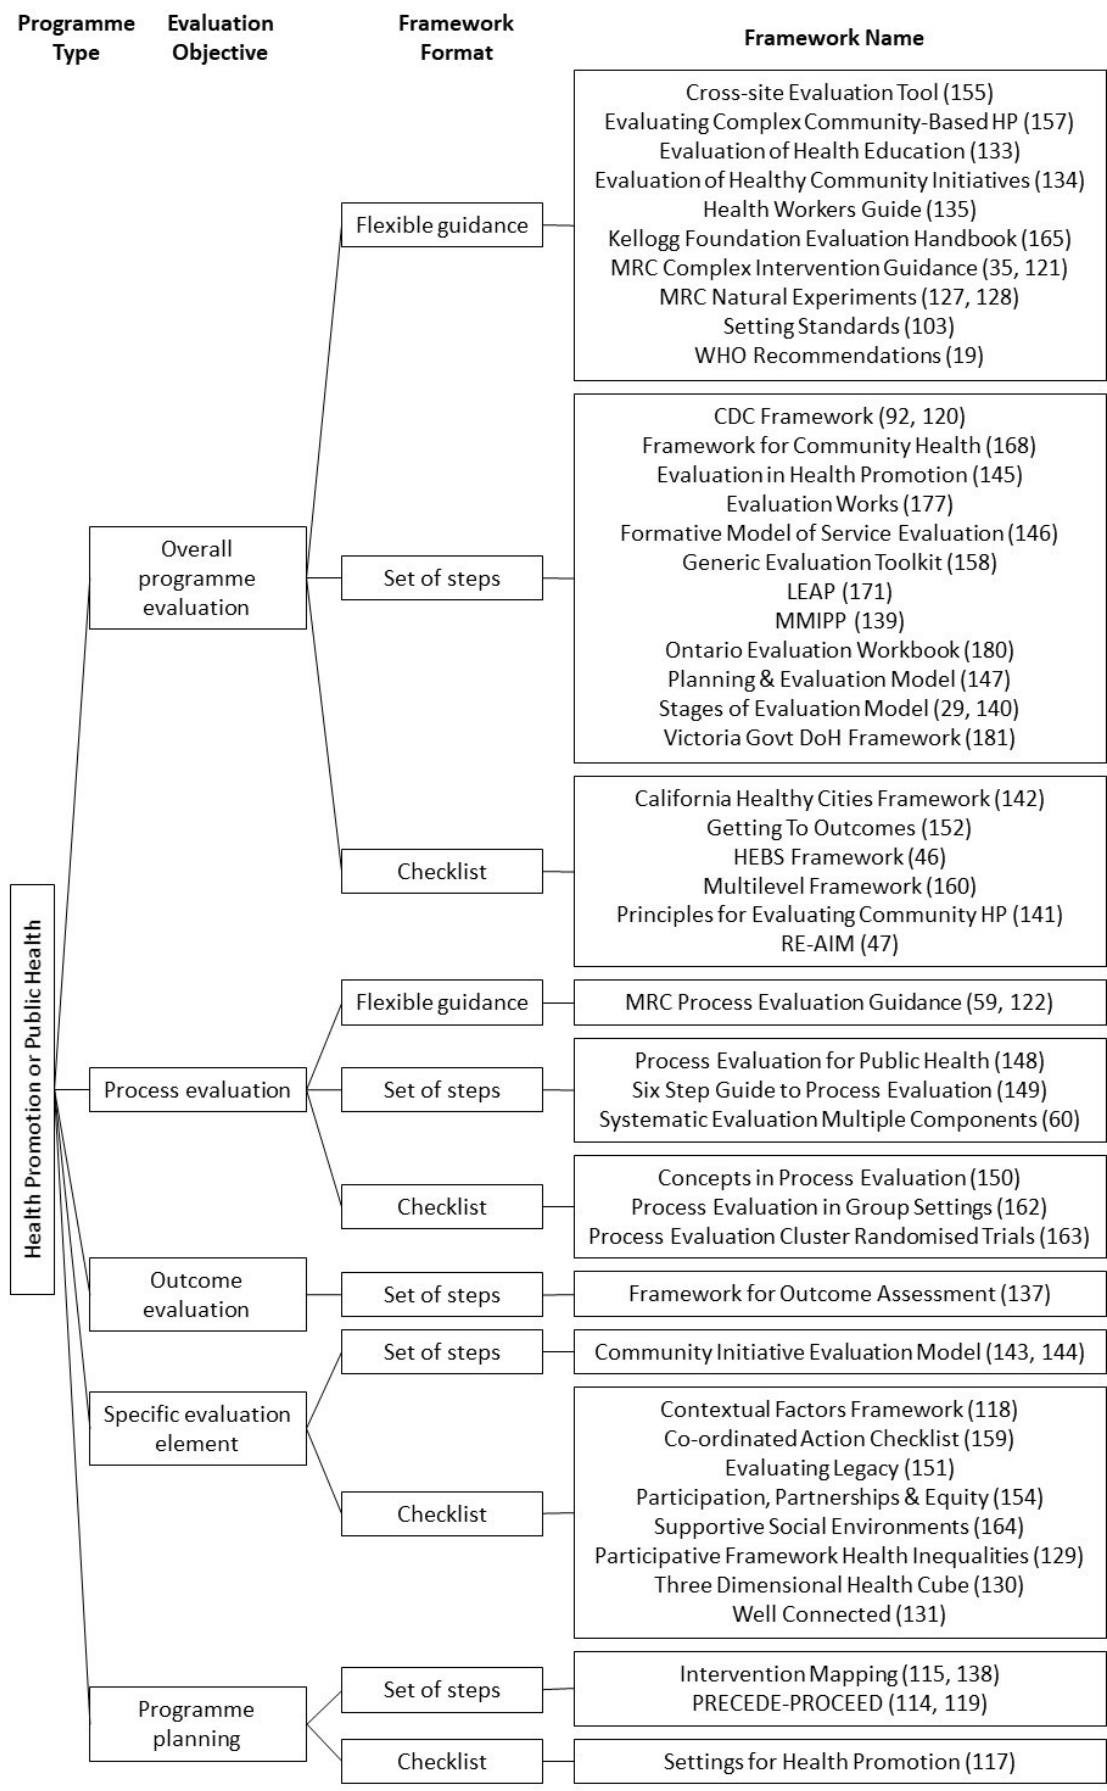 Programme
Type
Evaluation
Objective
Framework
Format
Framework Name
Health Promotion or Public Health
Overall
programme
evaluation
Flexible guidance
Cross-site Evaluation Tool (155)
Evaluating Complex Community-Based HP (157)
Evaluation of Health Education (133)
Evaluation of Healthy Community Initiatives (134)
Health Workers Guide (135)
Kellogg Foundation Evaluation Handbook (165)
MRC Complex Intervention Guidance (35, 121)
MRC Natural Experiments (127, 128)
Setting Standards (103)
WHO Recommendations (19)
Set of steps
CDC Framework (92, 120)
Framework for Community Health (168)
Evaluation in Health Promotion (145)
Evaluation Works (177)
Formative Model of Service Evaluation (146)
Generic Evaluation Toolkit (158)
LEAP (171)
MMIPP (139)
Ontario Evaluation Workbook (180)
Planning & Evaluation Model (147)
Stages of Evaluation Model (29, 140)
Victoria Govt DoH Framework (181)
Checklist
California Healthy Cities Framework (142)
Getting To Outcomes (152)
HEBS Framework (46)
Multilevel Framework (160)
Principles for Evaluating Community HP (141)
RE-AIM (47)
Process evaluation
Flexible guidance
MRC Process Evaluation Guidance (59, 122)
Set of steps
Process Evaluation for Public Health (148)
Six Step Guide to Process Evaluation (149)
Systematic Evaluation Multiple Components (60)
Checklist
Concepts in Process Evaluation (150)
Process Evaluation in Group Settings (162)
Process Evaluation Cluster Randomised Trials (163)
Outcome
evaluation
Set of steps
Framework for Outcome Assessment (137)
Specific evaluation
element
Set of steps
Community Initiative Evaluation Model (143, 144)
Checklist
Contextual Factors Framework (118)
Co-ordinated Action Checklist (159)
Evaluating Legacy (151)
Participation, Partnerships & Equity (154)
Supportive Social Environments (164)
Participative Framework Health Inequalities (129)
Three Dimensional Health Cube (130)
Well Connected (131)
Programme
planning
Set of steps
Intervention Mapping (115, 138)
PRECEDE-PROCEED (114, 119)
Checklist
Settings for Health Promotion (117)